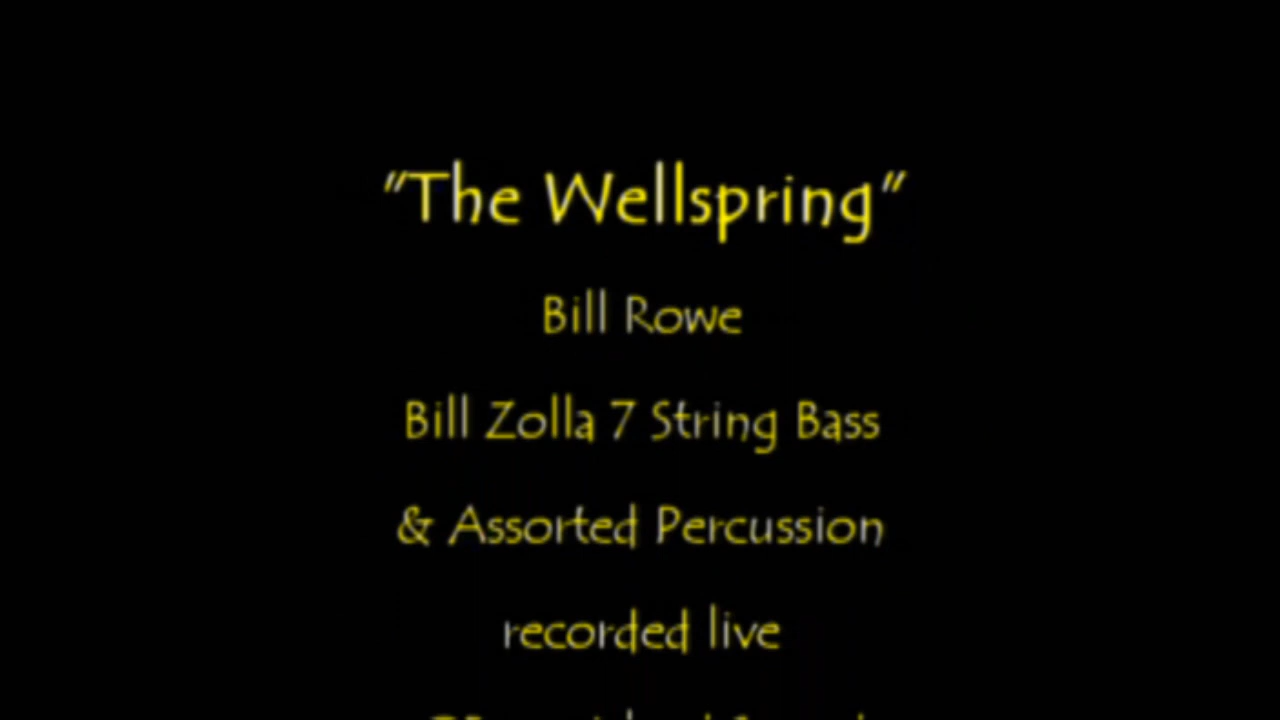 "The Wellspring"
Bill Rowe
Bill Zolla 7 String Bass
& Assorted Percussion
recorded live